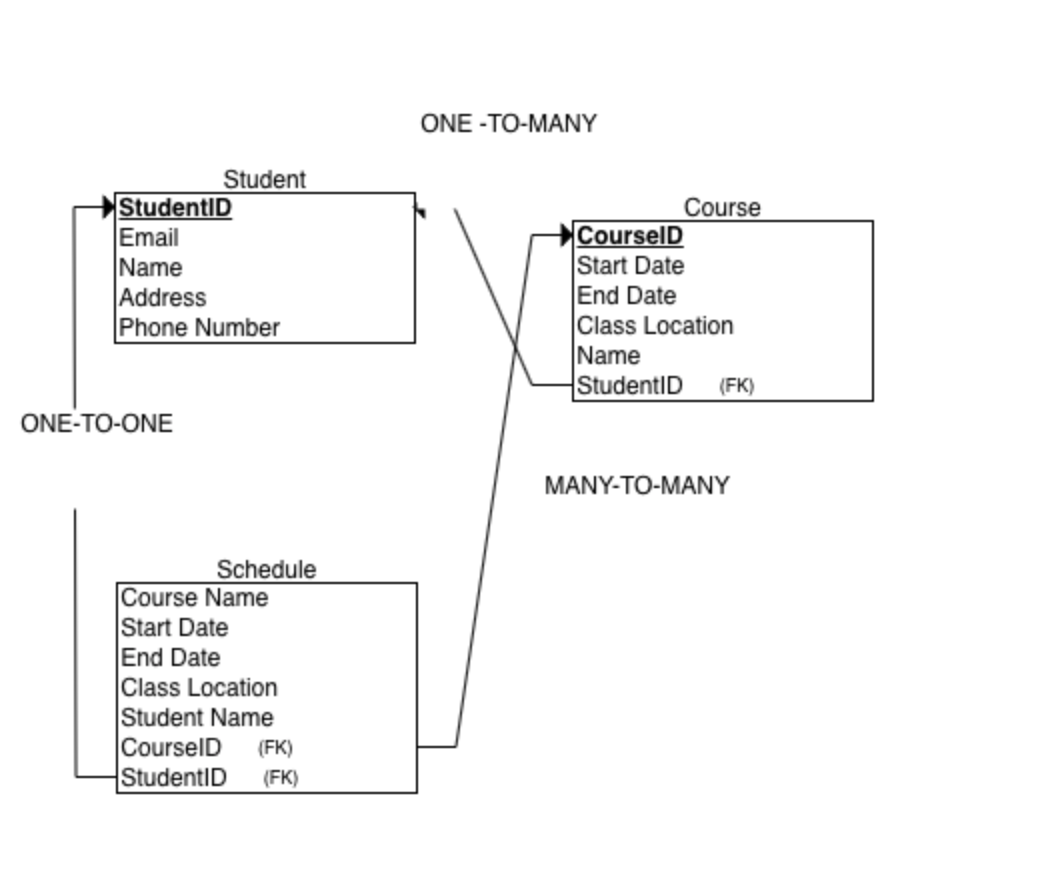 ONE -TO-MANY
Student
StudentID
Email
Name
Address
Phone Number
Course
CourseID
Start Date
End Date
Class Location
Name
StudentID (FK)
ONE-TO-ONE
MANY-TO-MANY
Schedule
Course Name
Start Date
End Date
Class Location
Student Name
CourseID (FK)
StudentID (FK)